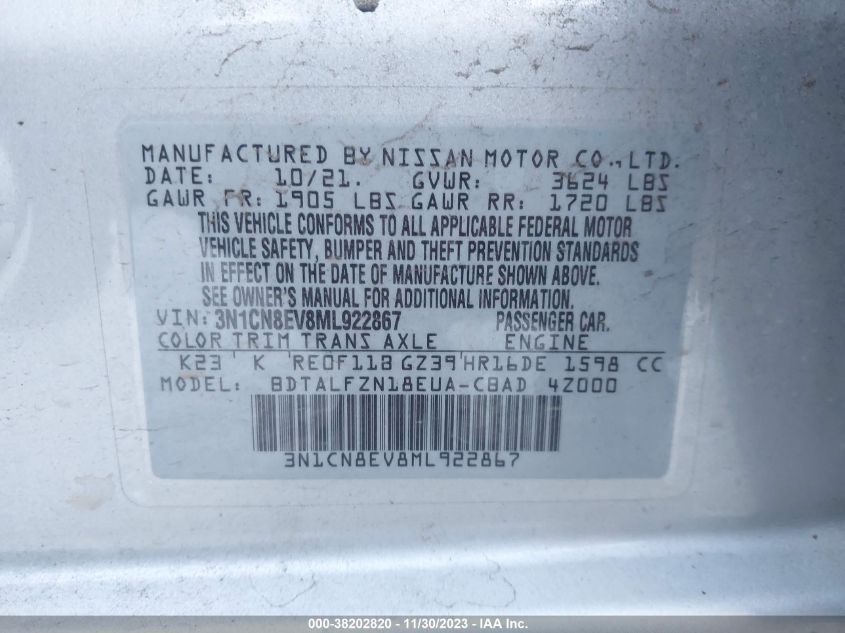 MANUFACTURED BY NISSAN MOTOR CO.,LTD.
DATE: 10/21. GVWR: 3624 LBS
GAWR FR: 1905 LBS GAWR RR: 1720 LBS
THIS VEHICLE CONFORMS TO ALL APPLICABLE FEDERAL MOTOR
VEHICLE SAFETY, BUMPER AND THEFT PREVENTION STANDARDS
IN EFFECT ON THE DATE OF MANUFACTURE SHOWN ABOVE.
SEE OWNER'S MANUAL FOR ADDITIONAL INFORMATION.
VIN: 3N1CN8EV8ML922867 PASSENGER CAR.
COLOR TRIM TRANS AXLE ENGINE
K23 K RE0F11B GZ39 HR16DE 1598 CC
MODEL: BDTALFZN18EUA-CBAD 4Z000
3N1CN8EV8ML922867
000-38202820 - 11/30/2023 - IAA Inc.